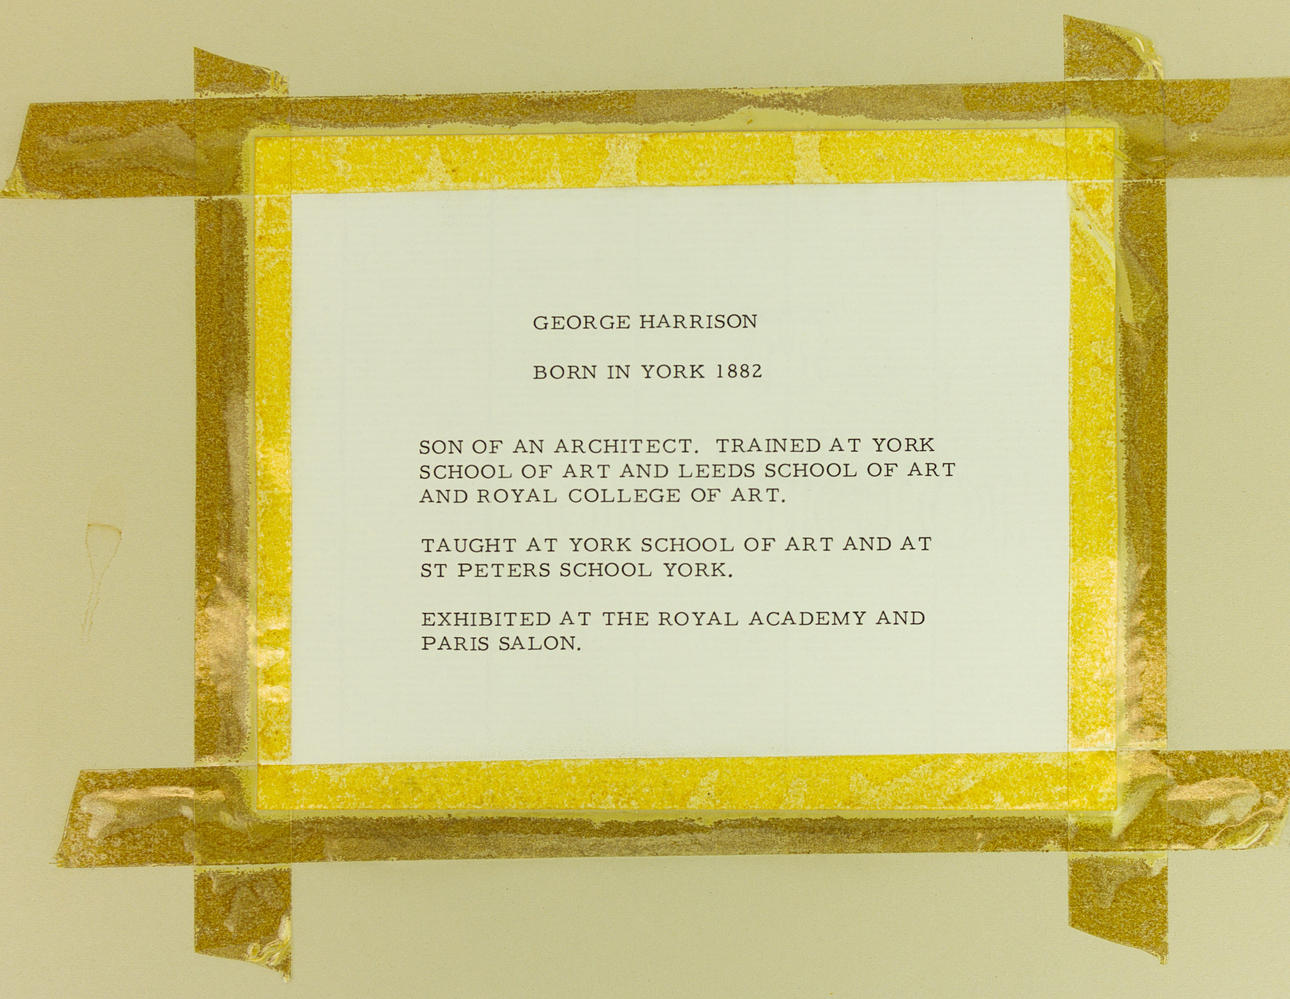 GEORGE HARRISON
BORN IN YORK 1882
SON OF AN ARCHITECT. TRAINED AT YORK
SCHOOL OF ART AND LEEDS SCHOOL OF ART
AND ROYAL COLLEGE OF ART.
TAUGHT AT YORK SCHOOL OF ART AND AT
ST PETERS SCHOOL YORK.
EXHIBITED AT THE ROYAL ACADEMY AND
PARIS SALON.